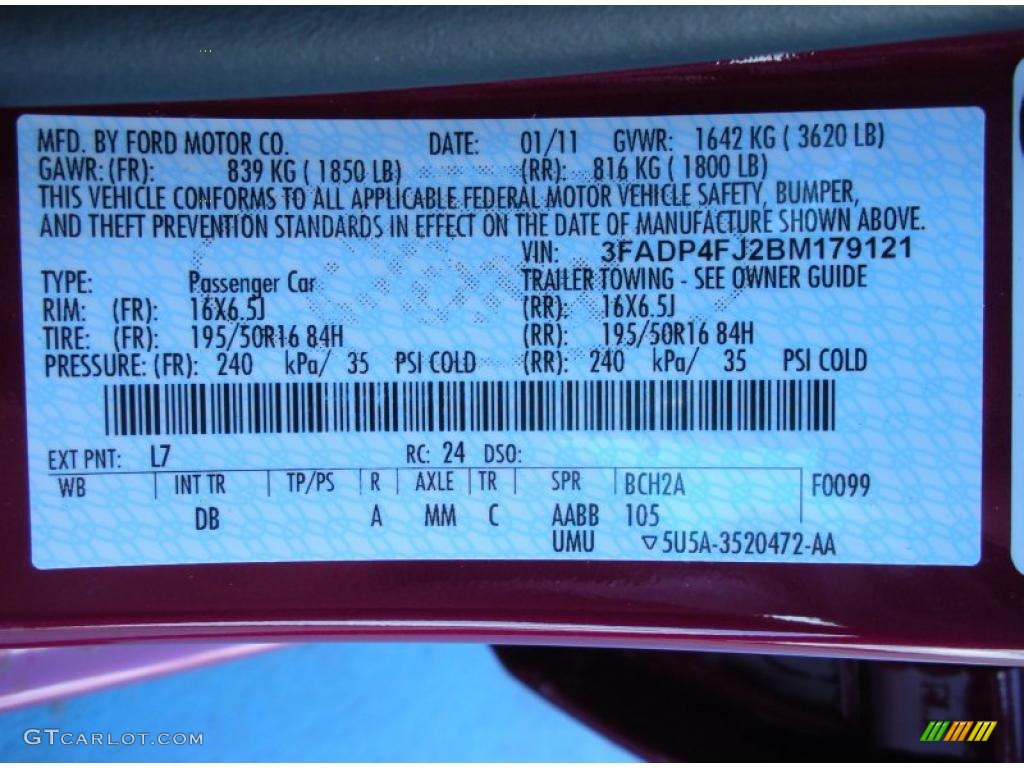 MFD. BY FORD MOTOR CO. DATE: 01/11 GVWR: 1642 KG ( 3620 LB)
GAWR: (FR): 839 KG ( 1850 LB) (RR): 816 KG ( 1800 LB)
THIS VEHICLE CONFORMS TO ALL APPLICABLE FEDERAL MOTOR VEHICLE SAFETY, BUMPER,
AND THEFT PREVENTION STANDARDS IN EFFECT ON THE DATE OF MANUFACTURE SHOWN ABOVE.
VIN: 3FADP4FJ2BM179121
TYPE: Passenger Car TRAILER TOWING - SEE OWNER GUIDE
RIM: (FR): 16X6.5J (RR): 16X6.5J
TIRE: (FR): 195/50R16 84H (RR): 195/50R16 84H
PRESSURE: (FR): 240 kPa/ 35 PSI COLD (RR): 240 kPa/ 35 PSI COLD
EXT PNT: L7 RC: 24 DSO:
WB INT TR TP/PS R AXLE TR SPR BCH2A F0099
DB A MM C AABB 105
UMU ▽5U5A-3520472-AA
GTCARLOT.COM